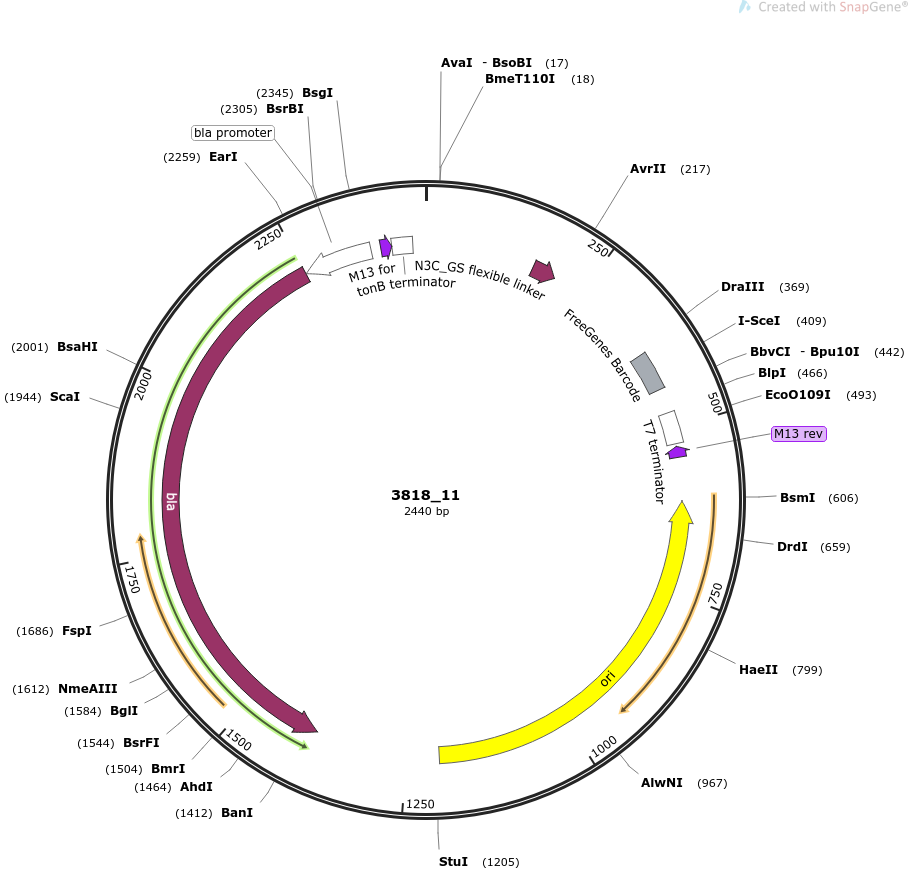 Created with SnapGene®
AvaI - BsoBI (17)
BmeT110I (18)
(2345) BsgI
(2305) BsrBI
bla promoter
(2259) EarI
AvrII (217)
2250
250
M13 for
tonB terminator
N3C_GS flexible linker
DraIII (369)
I-SceI (409)
FreeGenes Barcode
BbvCI - Bpu10I (442)
BlpI (466)
EcoO109I (493)
500
M13 rev
T7 terminator
(2001) BsaHI
2000
(1944) ScaI
bla
3818_11
2440 bp
BsmI (606)
DrdI (659)
1750
750
(1686) FspI
HaeII (799)
ori
(1612) NmeAIII
(1584) BglI
(1544) BsrFI
1500
1000
(1504) BmrI
(1464) AhdI
AlwNI (967)
(1412) BanI
1250
StuI (1205)